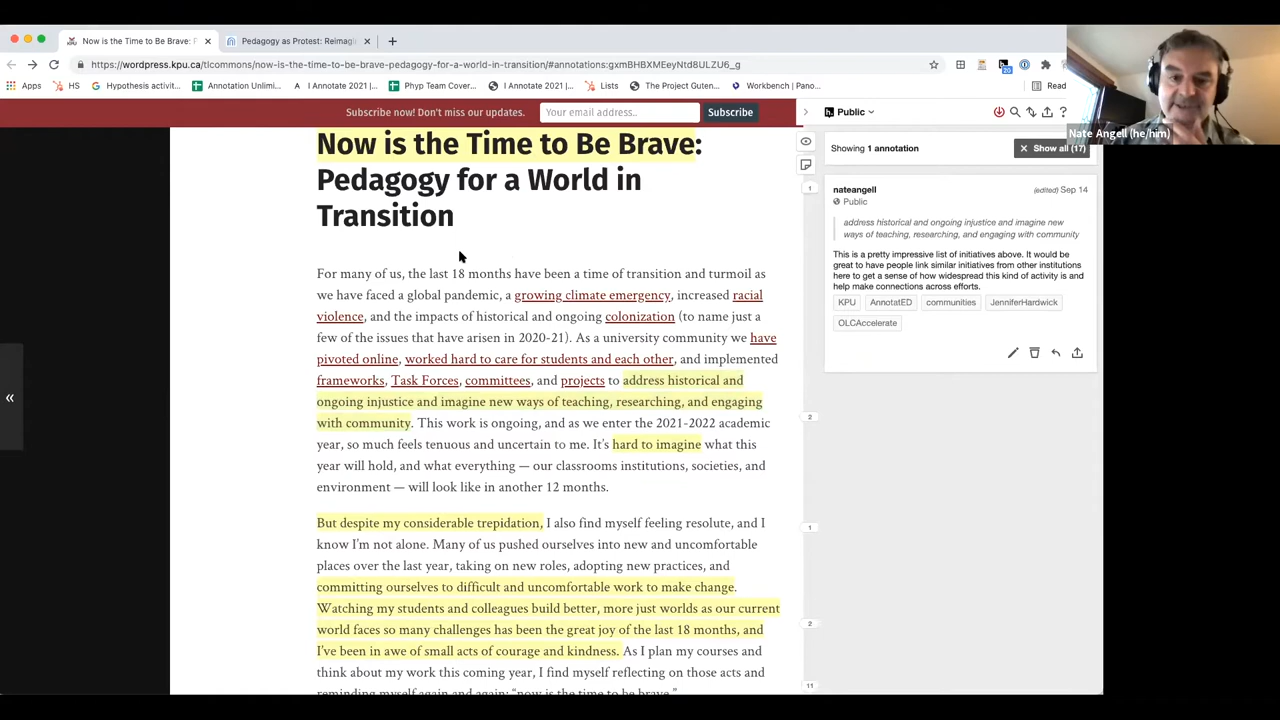 Now is the Time to Be Brave: P
Pedagogy as Protest: Reimagi
https://wordpress.kpu.ca/tlcommons/now-is-the-time-to-be-brave-pedagogy-for-a-world-in-transition/#annotations:gxmBHBXMEeyNtd8ULZU6_g
20
Apps
HS
Hypothesis activit...
Annotation Unlimi...
I Annotate 2021 |...
Phyp Team Cover...
I Annotate 2021
Lists
The Project Guten...
Workbench | Pano...
Read
Nate Angell (he/him)
Subscribe now! Don't miss our updates.
Your email address..
Subscribe
Public
Showing 1 annotation
Show all (17)
Now is the Time to Be Brave:
Pedagogy for a World in
Transition
For many of us, the last 18 months have been a time of transition and turmoil as
we have faced a global pandemic, a growing climate emergency, increased racial
violence, and the impacts of historical and ongoing colonization (to name just a
few of the issues that have arisen in 2020-21). As a university community we have
pivoted online, worked hard to care for students and each other, and implemented
frameworks, Task Forces, committees, and projects to address historical and
ongoing injustice and imagine new ways of teaching, researching, and engaging
with community. This work is ongoing, and as we enter the 2021-2022 academic
year, so much feels tenuous and uncertain to me. It's hard to imagine what this
year will hold, and what everything — our classrooms institutions, societies, and
environment — will look like in another 12 months.
But despite my considerable trepidation, I also find myself feeling resolute, and I
know I'm not alone. Many of us pushed ourselves into new and uncomfortable
places over the last year, taking on new roles, adopting new practices, and
committing ourselves to difficult and uncomfortable work to make change.
Watching my students and colleagues build better, more just worlds as our current
world faces so many challenges has been the great joy of the last 18 months, and
I've been in awe of small acts of courage and kindness. As I plan my courses and
think about my work this coming year, I find myself reflecting on those acts and
reminding myself again and again: "now is the time to be brave."
1
2
1
2
11
nateangell
(edited) Sep 14
Public
address historical and ongoing injustice and imagine new
ways of teaching, researching, and engaging with community
This is a pretty impressive list of initiatives above. It would be
great to have people link similar initiatives from other institutions
here to get a sense of how widespread this kind of activity is and
help make connections across efforts.
KPU
AnnotatED
communities
JenniferHardwick
OLCAccelerate